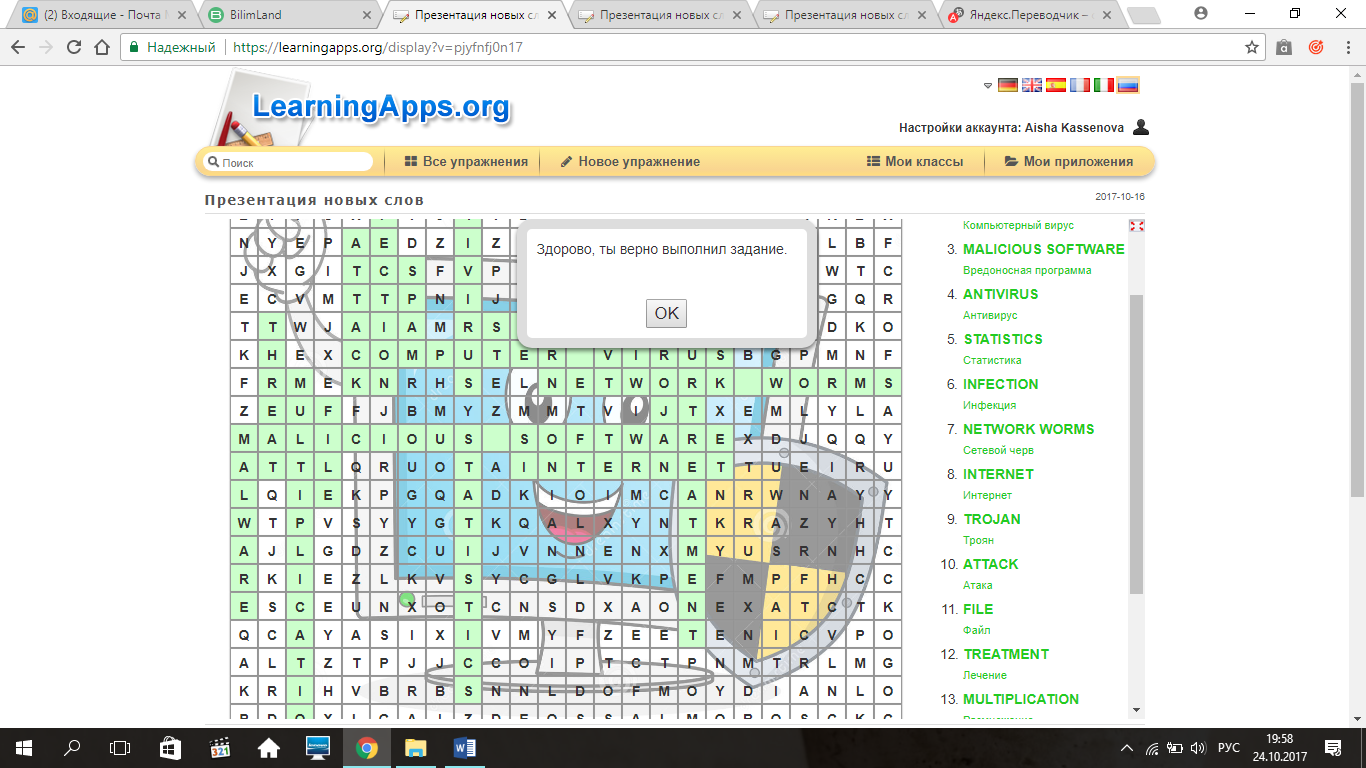 (2) Входящие - Почта
BilimLand
Презентация новых сл
Презентация новых сл
Презентация новых сл
Яндекс.Переводчик –
Надежный
https://learningapps.org/display?v=pjyfnfj0n17
LearningApps.org
Настройки аккаунта: Aisha Kassenova
Поиск
Все упражнения
Новое упражнение
Мои классы
Мои приложения
Презентация новых слов
2017-10-16
Здорово, ты верно выполнил задание.
OK
N Y E P A E D Z I Z L B F
J X G I T C S F V P W T C
E C V M T T P N I J G Q R
T T W J A I A M R S D K O
K H E X C O M P U T E R V I R U S B G P M N F
F R M E K N R H S E L N E T W O R K W O R M S
Z E U F F J B M Y Z M M T V I J T X E M L Y L A
M A L I C I O U S S O F T W A R E X D J Q Q Y
A T T L Q R U O T A I N T E R N E T T U E I R U
L Q I E K P G Q A D K I O I M C A N R W N A Y Y
W T P V S Y Y G T K Q A L X Y N T K R A Z Y H T
A J L G D Z C U I J V N N E N X M Y U S R N H C
R K I E Z L K V S Y C G L V K P E F M P F H C C
E S C E U N X O T C N S D X A O N E X A T C T K
Q C A Y A S I X I V M Y F Z E E T E N I C V P O
A L T Z T P J J C C O I P T C T P N M T R L M G
K R I H V B R B S N N L D O F M O Y D I A N L O
Компьютерный вирус
3. MALICIOUS SOFTWARE
Вредоносная программа
4. ANTIVIRUS
Антивирус
5. STATISTICS
Статистика
6. INFECTION
Инфекция
7. NETWORK WORMS
Сетевой черв
8. INTERNET
Интернет
9. TROJAN
Троян
10. ATTACK
Атака
11. FILE
Файл
12. TREATMENT
Лечение
13. MULTIPLICATION
РУС
19:58
24.10.2017